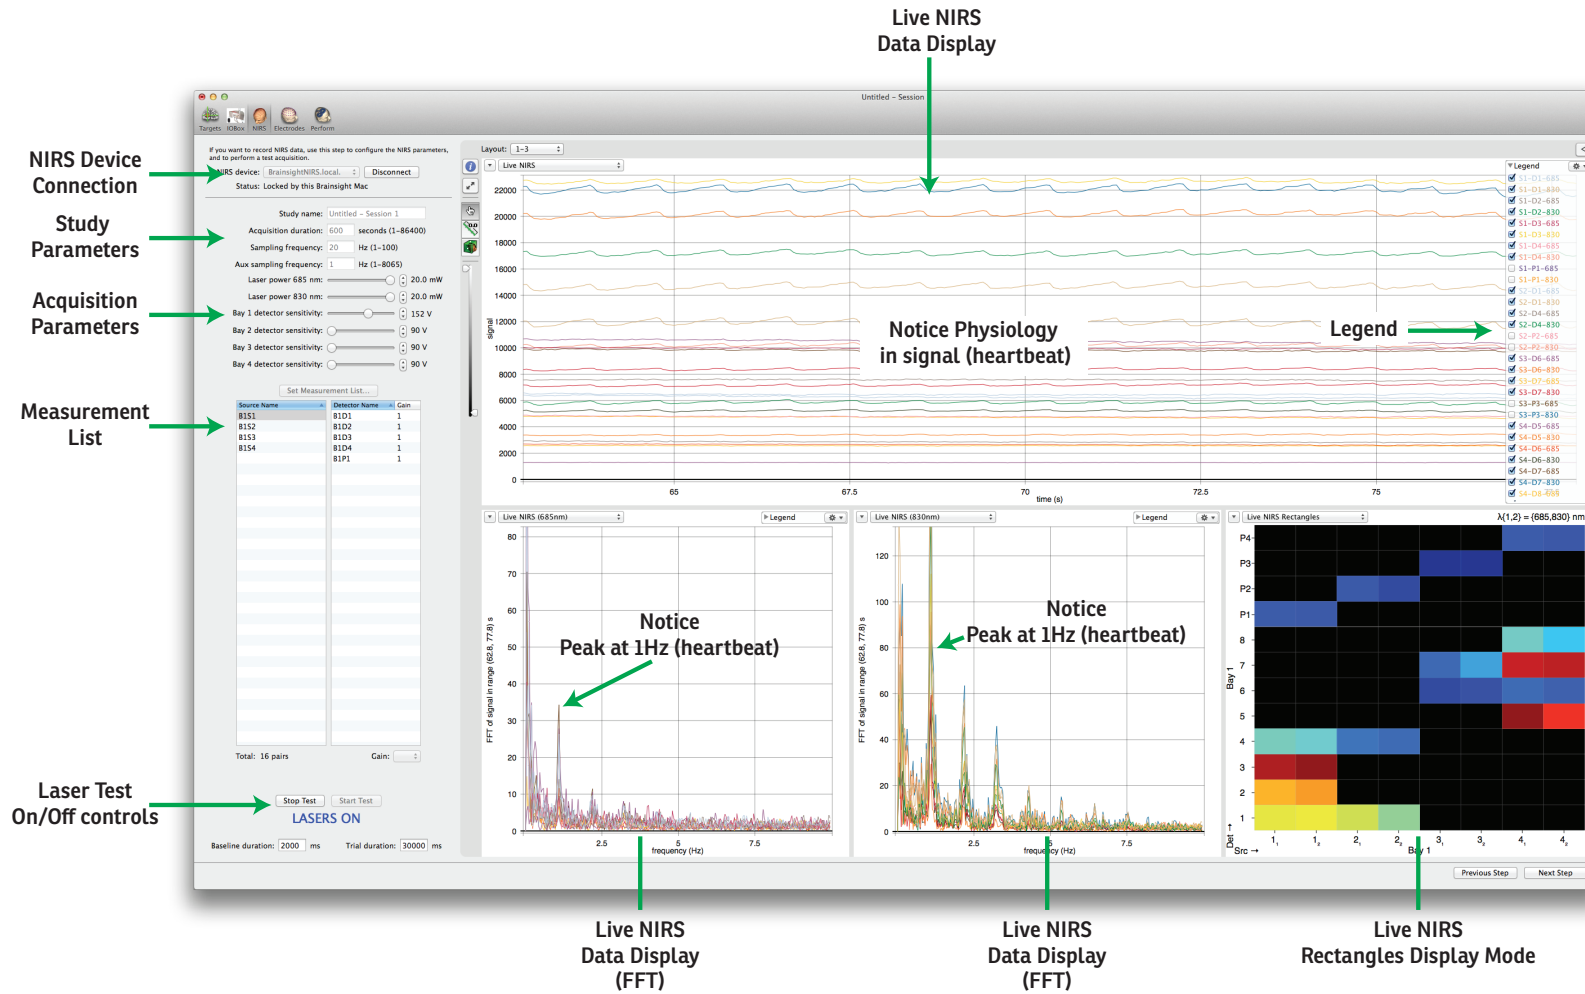 Live NIRS
Data Display
Untitled – Session
Targets IOBox NIRS Electrodes Perform
If you want to record NIRS data, use this step to configure the NIRS parameters,
and to perform a test acquisition.
NIRS Device
Connection
NIRS device: BrainsightNIRS.local. Disconnect
Status: Locked by this Brainsight Mac
Study
Parameters
Study name: Untitled – Session 1
Acquisition duration: 600 seconds (1-86400)
Sampling frequency: 20 Hz (1-100)
Aux sampling frequency: 1 Hz (1-8065)
Acquisition
Parameters
Laser power 685 nm: 20.0 mW
Laser power 830 nm: 20.0 mW
Bay 1 detector sensitivity: 152 V
Bay 2 detector sensitivity: 90 V
Bay 3 detector sensitivity: 90 V
Bay 4 detector sensitivity: 90 V
Set Measurement List...
Measurement
List
Source Name Detector Name Gain
B1S1 B1D1 1
B1S2 B1D2 1
B1S3 B1D3 1
B1S4 B1D4 1
B1P1 1
Total: 16 pairs Gain:
Laser Test
On/Off controls
Stop Test Start Test
LASERS ON
Baseline duration: 2000 ms Trial duration: 30000 ms
Layout: 1-3
Live NIRS
22000
20000
18000
16000
14000
12000
10000
8000
6000
4000
2000
0
signal
65 67.5 70 72.5 75 77.5
time (s)
Notice Physiology
in signal (heartbeat)
Legend
Legend
S1-D1-685
S1-D1-830
S1-D2-685
S1-D2-830
S1-D3-685
S1-D3-830
S1-D4-685
S1-D4-830
S1-P1-685
S1-P1-830
S2-D1-685
S2-D1-830
S2-D4-685
S2-D4-830
S2-P2-685
S2-P2-830
S3-D6-685
S3-D6-830
S3-D7-685
S3-D7-830
S3-P3-685
S3-P3-830
S4-D5-685
S4-D5-830
S4-D6-685
S4-D6-830
S4-D7-685
S4-D7-830
S4-D8-685
Live NIRS (685nm) Legend
80
70
60
50
40
30
20
10
0
FFT of signal in range (62.8, 77.8) s
2.5 5 7.5
frequency (Hz)
Notice
Peak at 1Hz (heartbeat)
Live NIRS (830nm) Legend
120
100
80
60
40
20
0
FFT of signal in range (62.8, 77.8) s
2.5 5 7.5
frequency (Hz)
Notice
Peak at 1Hz (heartbeat)
Live NIRS Rectangles λ{1,2} = {685,830} nm
P4
P3
P2
P1
8
7
6
5
4
3
2
1
Bay 1
Det →
Src →
1₁ 1₂ 2₁ 2₂ 3₁ 3₂ 4₁ 4₂
Bay 1
Previous Step Next Step
Live NIRS
Data Display
(FFT)
Live NIRS
Data Display
(FFT)
Live NIRS
Rectangles Display Mode